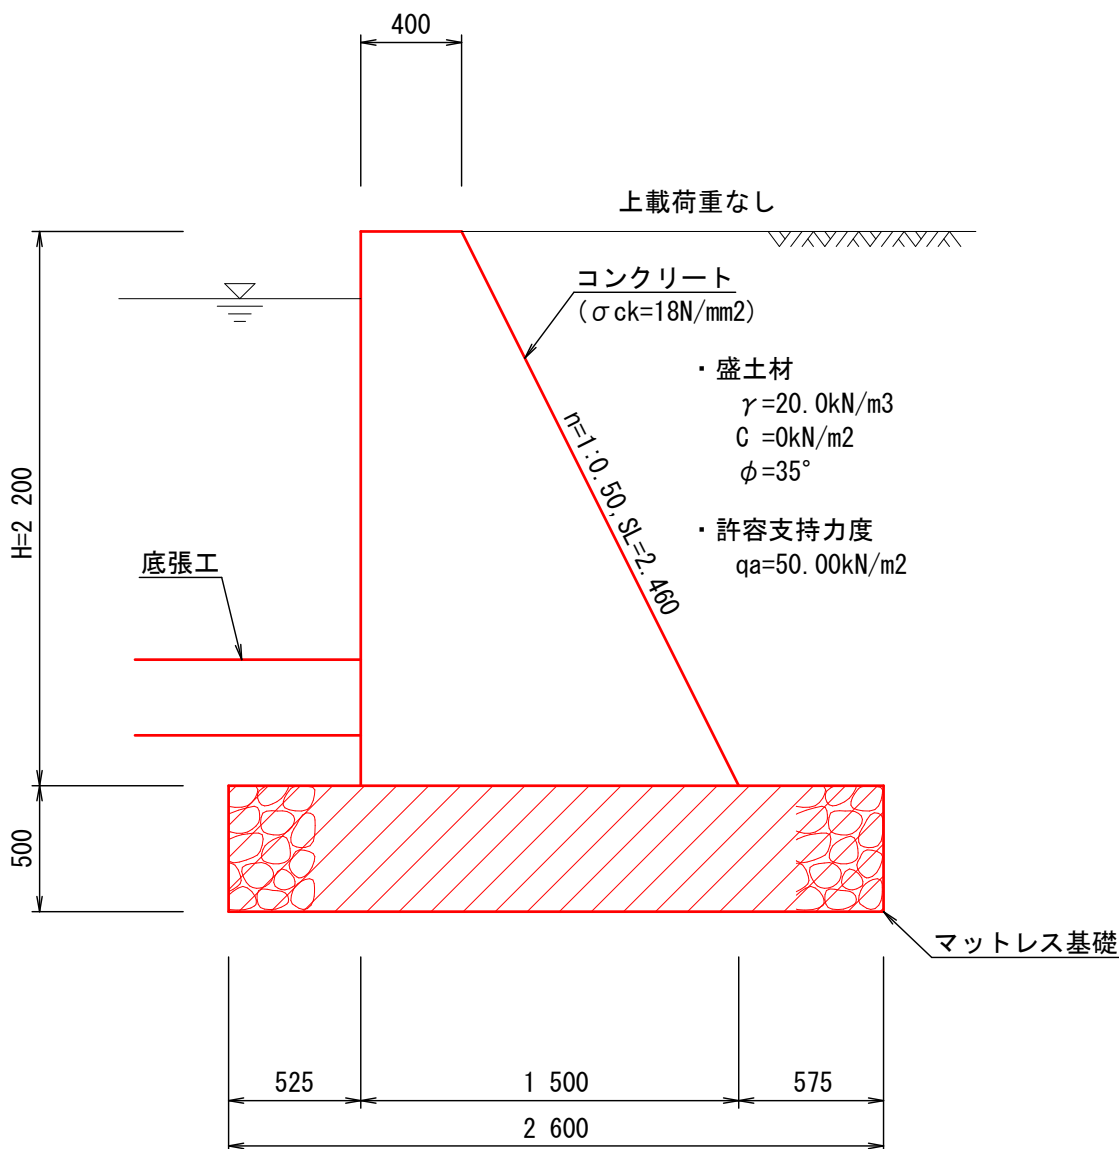 400
上載荷重なし
コンクリート
(σck=18N/mm2)
・盛土材
γ=20.0kN/m3
C =0kN/m2
φ=35°
n=1:0.50,SL=2.460
・許容支持力度
qa=50.00kN/m2
H=2 200
底張工
500
マットレス基礎
525
1 500
575
2 600